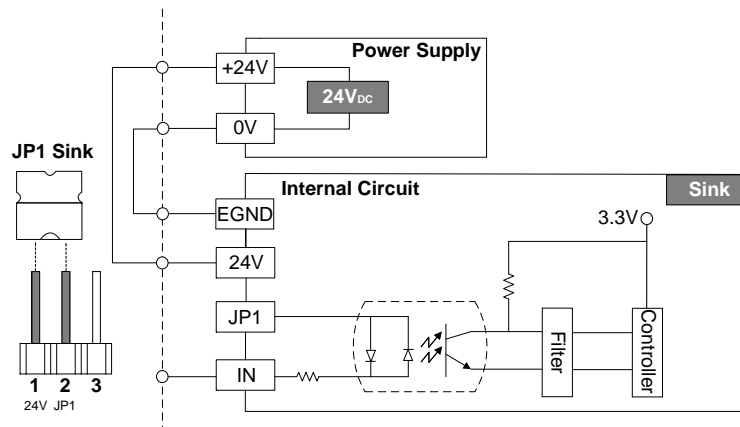 Power Supply
+24V
24VDC
0V
JP1 Sink
Internal Circuit
Sink
EGND
3.3V
24V
JP1
IN
Filter
Controller
1 2 3
24V JP1